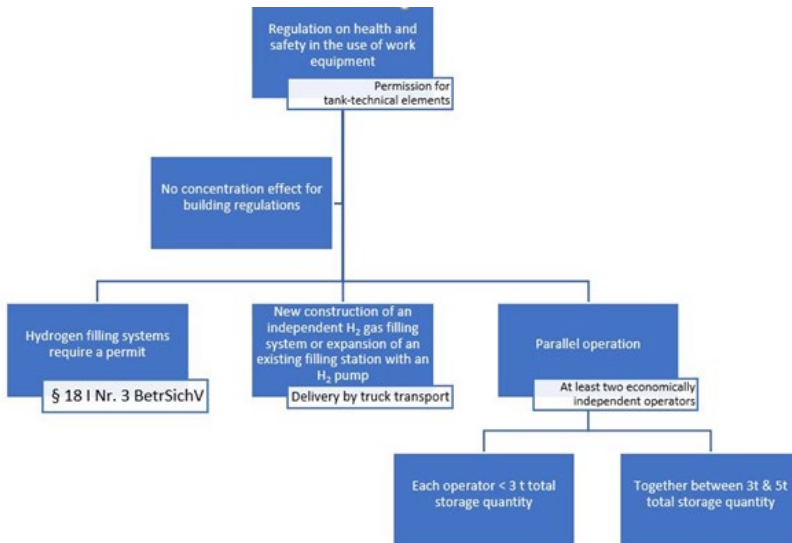 Regulation on health and
safety in the use of work
equipment
Permission for
tank-technical elements
No concentration effect for
building regulations
Hydrogen filling systems
require a permit
§ 18 I Nr. 3 BetrSichV
New construction of an
independent H₂ gas filling
system or expansion of an
existing filling station with an
H₂ pump
Delivery by truck transport
Parallel operation
At least two economically
independent operators
Each operator < 3 t total
storage quantity
Together between 3t & 5t
total storage quantity